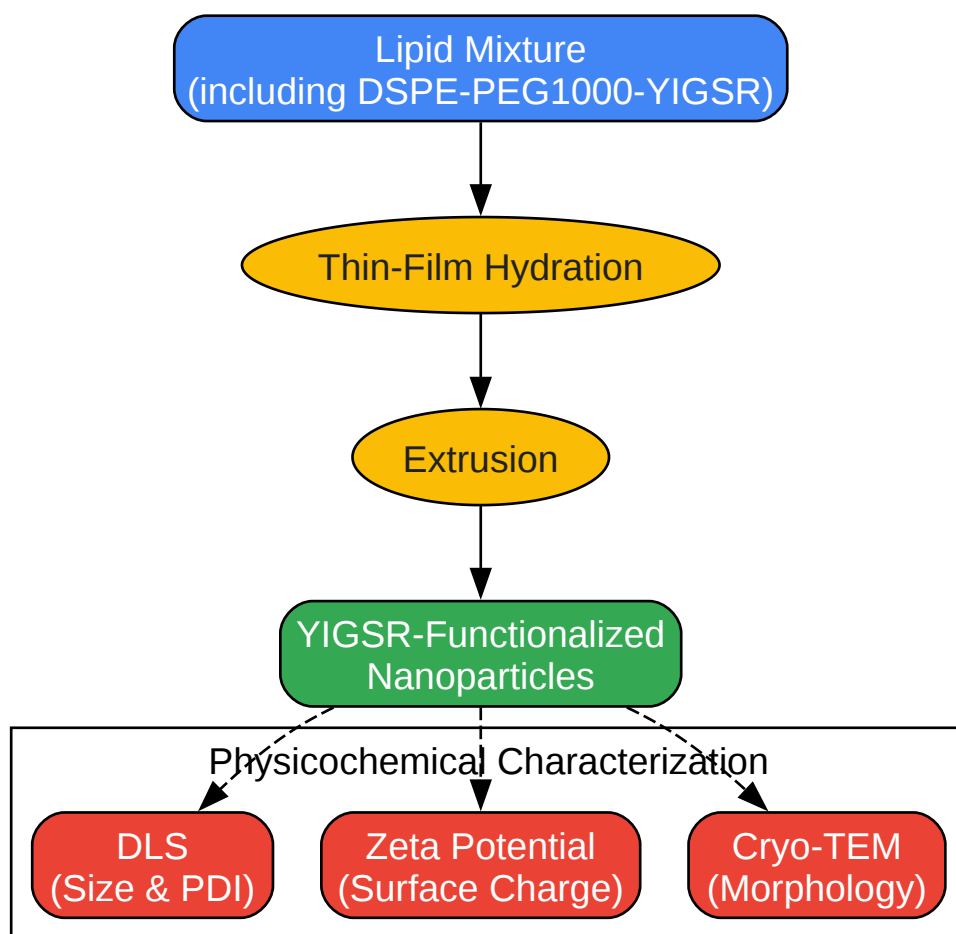 Lipid Mixture
(including DSPE-PEG1000-YIGSR)
Thin-Film Hydration
Extrusion
YIGSR-Functionalized
Nanoparticles
Physicochemical Characterization
DLS
(Size & PDI)
Zeta Potential
(Surface Charge)
Cryo-TEM
(Morphology)